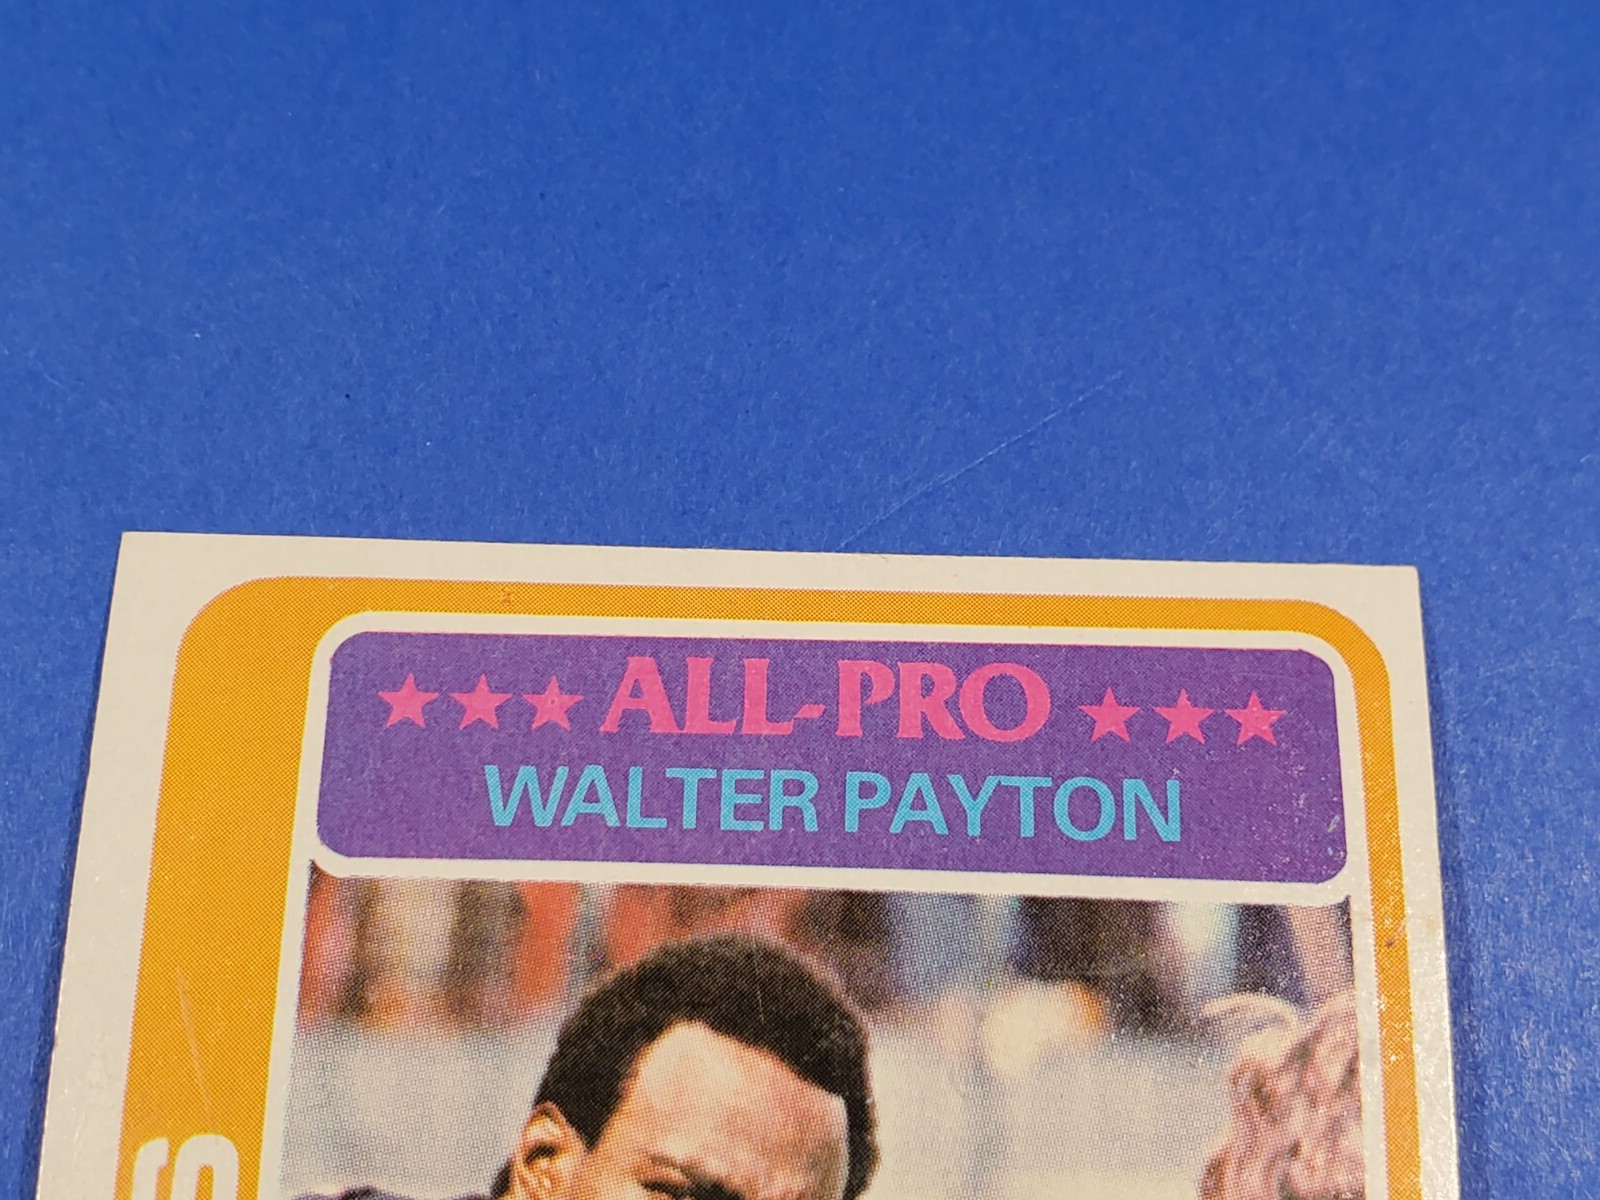 ★★★ALL-PRO★★★
WALTER PAYTON
S